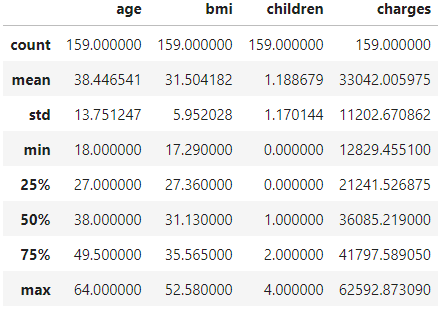 age bmi children charges
count 159.000000 159.000000 159.000000 159.000000
mean 38.446541 31.504182 1.188679 33042.005975
std 13.751247 5.952028 1.170144 11202.670862
min 18.000000 17.290000 0.000000 12829.455100
25% 27.000000 27.360000 0.000000 21241.526875
50% 38.000000 31.130000 1.000000 36085.219000
75% 49.500000 35.565000 2.000000 41797.589050
max 64.000000 52.580000 4.000000 62592.873090